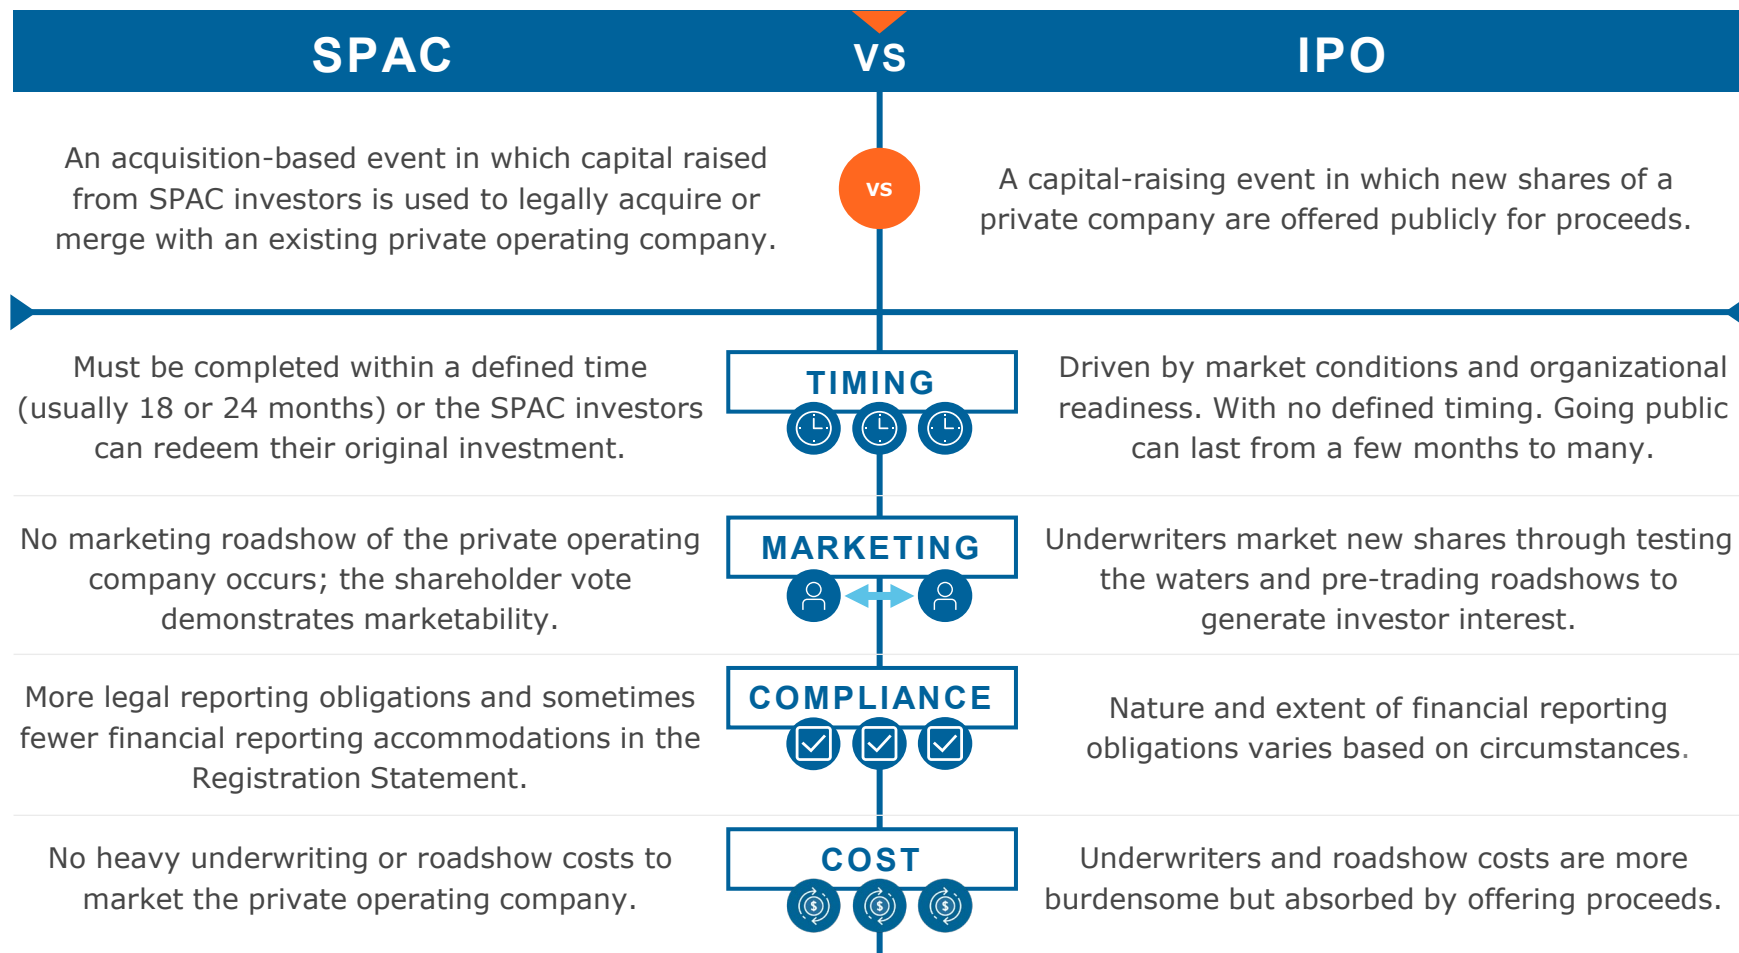 SPAC
VS
IPO
An acquisition-based event in which capital raised
from SPAC investors is used to legally acquire or
merge with an existing private operating company.
VS
A capital-raising event in which new shares of a
private company are offered publicly for proceeds.
Must be completed within a defined time
(usually 18 or 24 months) or the SPAC investors
can redeem their original investment.
TIMING
Driven by market conditions and organizational
readiness. With no defined timing. Going public
can last from a few months to many.
No marketing roadshow of the private operating
company occurs; the shareholder vote
demonstrates marketability.
MARKETING
Underwriters market new shares through testing
the waters and pre-trading roadshows to
generate investor interest.
More legal reporting obligations and sometimes
fewer financial reporting accommodations in the
Registration Statement.
COMPLIANCE
Nature and extent of financial reporting
obligations varies based on circumstances.
No heavy underwriting or roadshow costs to
market the private operating company.
COST
$ $ $
Underwriters and roadshow costs are more
burdensome but absorbed by offering proceeds.